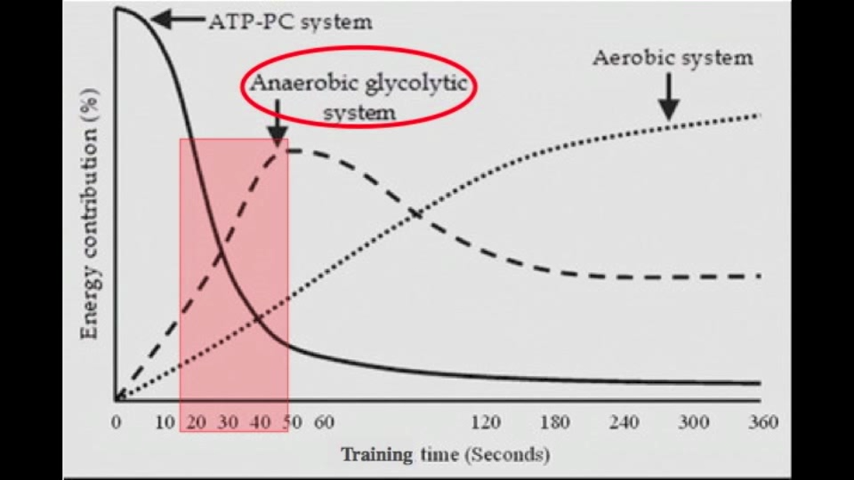 ATP-PC system
Anaerobic glycolytic
system
Aerobic system
Energy contribution (%)
0 10 20 30 40 50 60 120 180 240 300 360
Training time (Seconds)